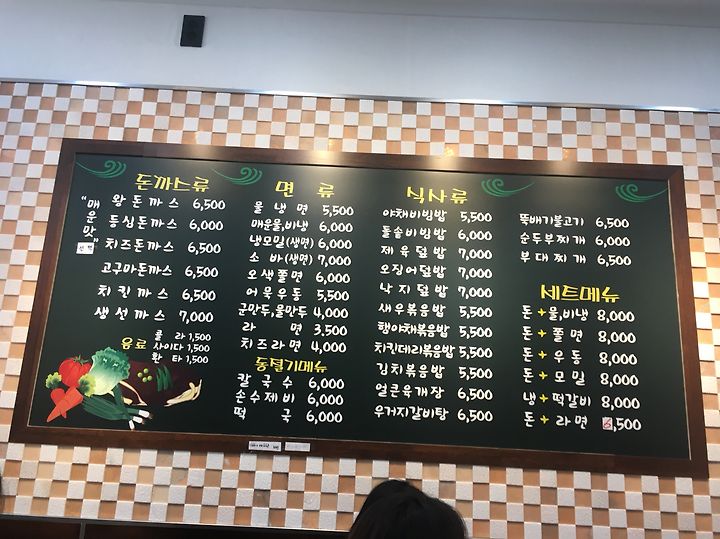 돈까스류
"매운맛"
왕돈까스 6,500
등심돈까스 6,000
치즈돈까스 6,500
고구마돈까스 6,500
치킨까스 6,500
생선까스 7,000
음료
콜라 1,500
사이다 1,500
환타 1,500
면류
물냉면 5,500
매운물,비냉 6,000
냉모밀(생면) 6,000
소바(생면) 7,000
오생쫄면 6,000
어묵우동 5,500
군만두,물만두 4,000
라면 3,500
치즈라면 4,000
동절기메뉴
칼국수 6,000
손수제비 6,000
떡국 6,000
식사류
야채비빔밥 5,500
돌솥비빔밥 6,000
제육덮밥 7,000
오징어덮밥 7,000
낙지덮밥 7,000
새우볶음밥 5,500
햄야채볶음밥 5,500
치킨데리볶음밥 5,500
김치볶음밥 5,500
얼큰육개장 6,500
우거지갈비탕 6,500
뚝배기불고기 6,500
순두부찌개 6,000
부대찌개 6,500
세트메뉴
돈+물,비냉 8,000
돈+쫄면 8,000
돈+우동 8,000
돈+모밀 8,000
냉+떡갈비 8,000
돈+라면 6,500